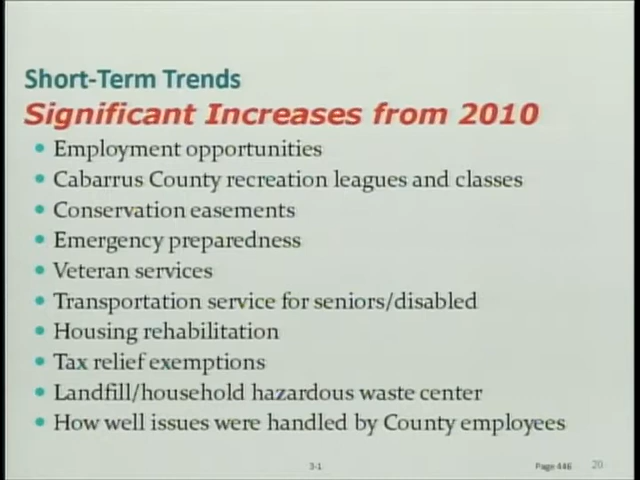 Short-Term Trends
Significant Increases from 2010
• Employment opportunities
• Cabarrus County recreation leagues and classes
• Conservation easements
• Emergency preparedness
• Veteran services
• Transportation service for seniors/disabled
• Housing rehabilitation
• Tax relief exemptions
• Landfill/household hazardous waste center
• How well issues were handled by County employees
3-1
Page 446
20